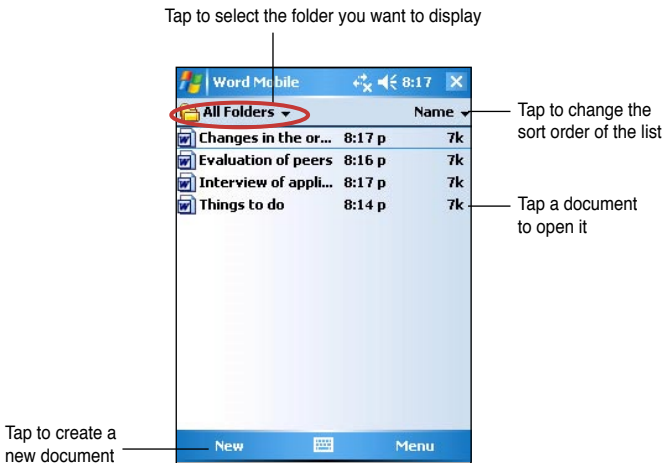 Tap to select the folder you want to display
Word Mobile 8:17
All Folders Name
Tap to change the
sort order of the list
Changes in the or... 8:17 p 7k
Evaluation of peers 8:16 p 7k
Interview of appli... 8:17 p 7k
Things to do 8:14 p 7k
Tap a document
to open it
Tap to create a
new document
New Menu